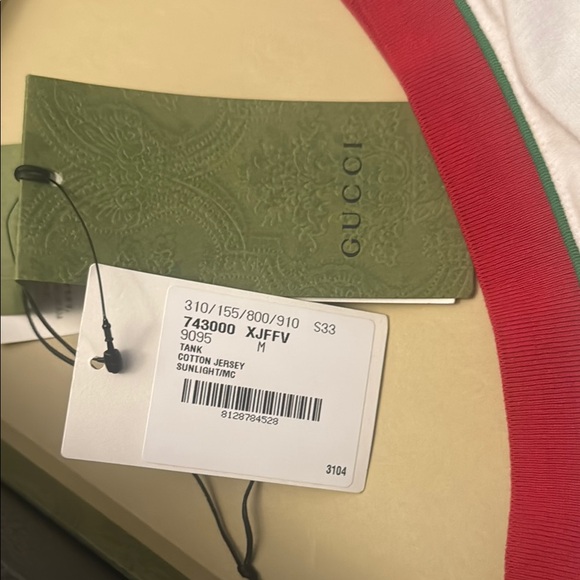 GUCCI
310/155/800/910 S33
743000 XJFFV
9095 M
TANK
COTTON JERSEY
SUNLIGHT/MC
8128784528
3104